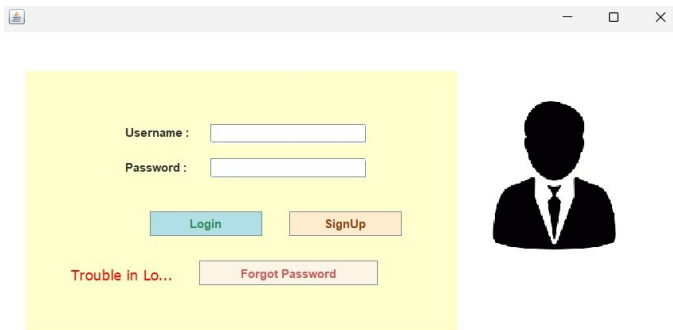 Username :
Password :
Login SignUp
Trouble in Lo... Forgot Password